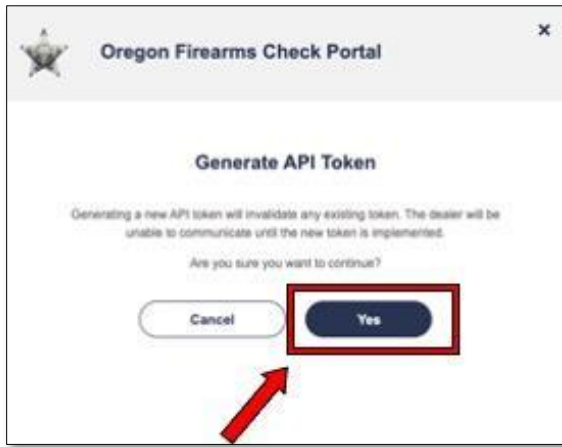 Oregon Firearms Check Portal
Generate API Token
Generating a new API token will invalidate any existing token. The dealer will be
unable to communicate until the new token is implemented.
Are you sure you want to continue?
Cancel
Yes